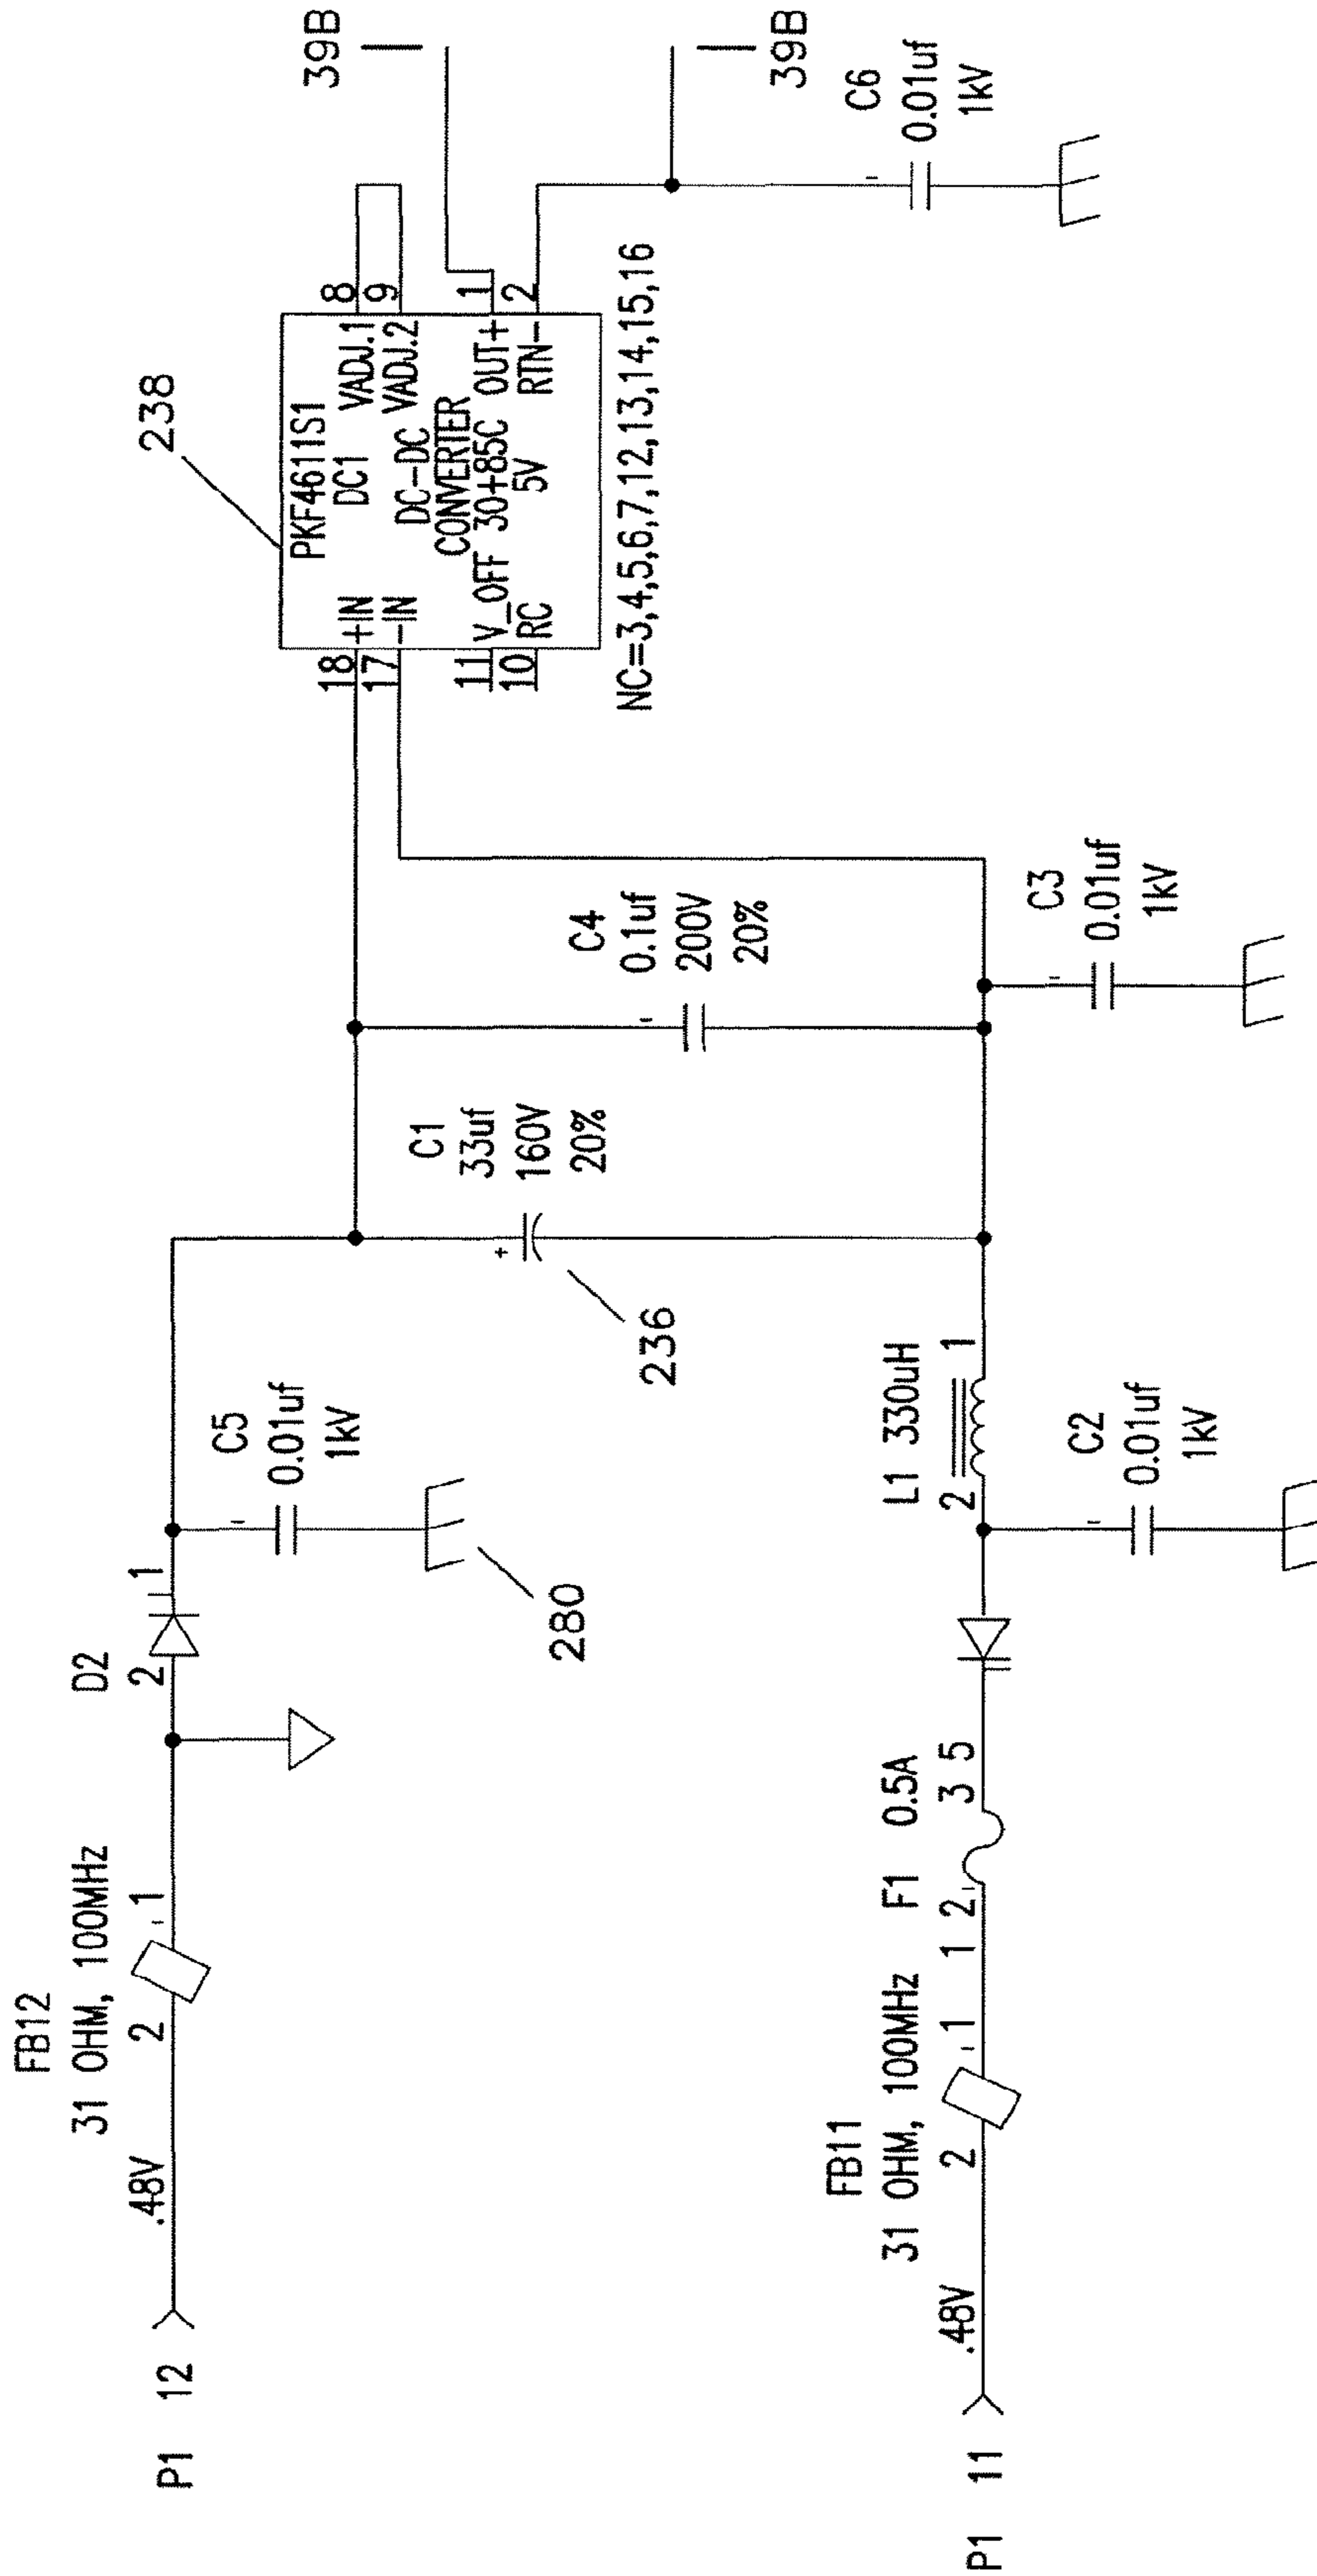 P1 12
.48V
FB12
31 OHM, 100MHz
2 1
D2
2 1
C5
0.01uf
1kV
280
C1
33uf
160V
20%
+
236
C4
0.1uf
200V
20%
238
PKF4611S1
DC1
18 +IN VADJ.1 8
17 -IN VADJ.2 9
DC-DC
CONVERTER
11 V_OFF 30+85C OUT+ 1
10 RC 5V RTN- 2
NC=3,4,5,6,7,12,13,14,15,16
39B
39B
C6
0.01uf
1kV
P1 11
.48V
FB11
31 OHM, 100MHz
2 1 1
F1 0.5A
2 3 5
L1 330uH
2 1
C2
0.01uf
1kV
C3
0.01uf
1kV